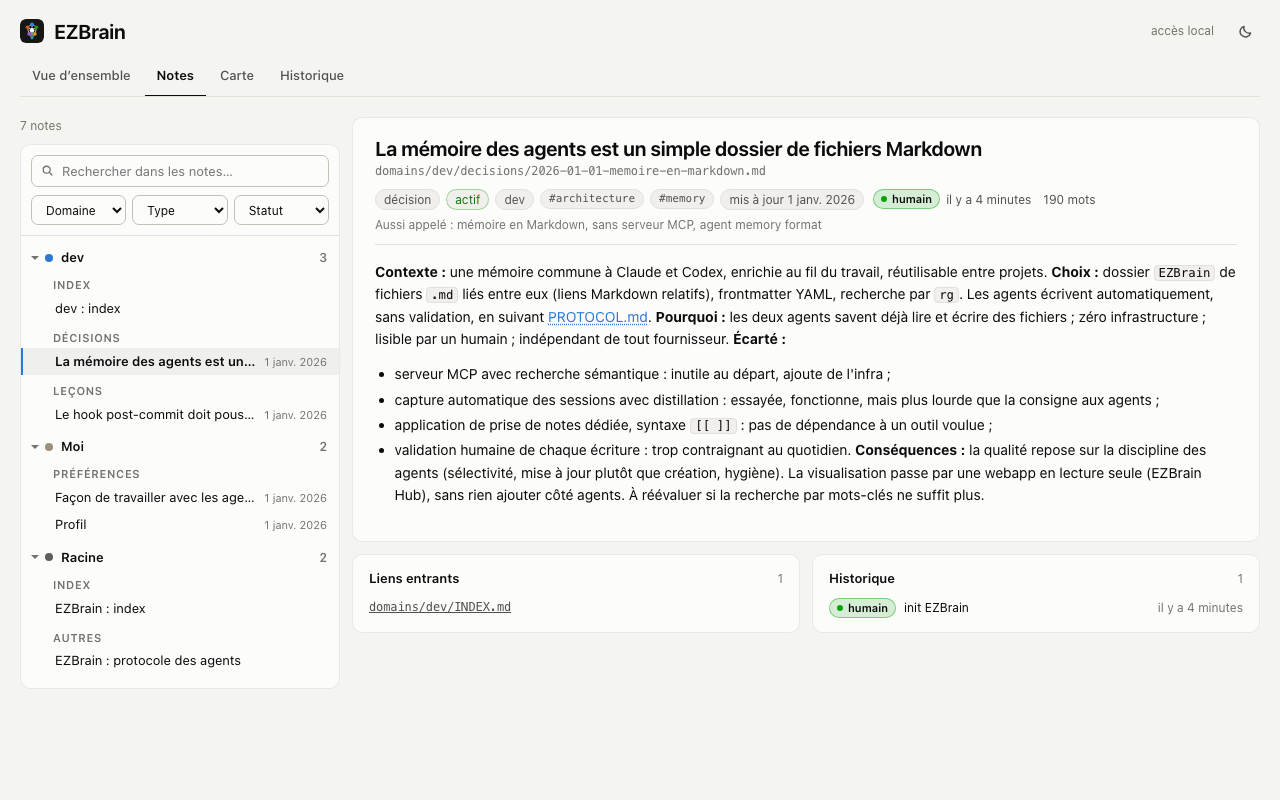 EZBrain
accès local
Vue d'ensemble
Notes
Carte
Historique
7 notes
Rechercher dans les notes...
Domaine
Type
Statut
dev 3
INDEX
dev : index
DÉCISIONS
La mémoire des agents est un... 1 janv. 2026
LEÇONS
Le hook post-commit doit pous... 1 janv. 2026
Moi 2
PRÉFÉRENCES
Façon de travailler avec les age... 1 janv. 2026
Profil 1 janv. 2026
Racine 2
INDEX
EZBrain : index
AUTRES
EZBrain : protocole des agents
La mémoire des agents est un simple dossier de fichiers Markdown
domains/dev/decisions/2026-01-01-memoire-en-markdown.md
décision actif dev #architecture #memory mis à jour 1 janv. 2026 humain il y a 4 minutes 190 mots
Aussi appelé : mémoire en Markdown, sans serveur MCP, agent memory format
Contexte : une mémoire commune à Claude et Codex, enrichie au fil du travail, réutilisable entre projets. Choix : dossier EZBrain de
fichiers .md liés entre eux (liens Markdown relatifs), frontmatter YAML, recherche par rg. Les agents écrivent automatiquement,
sans validation, en suivant PROTOCOL.md. Pourquoi : les deux agents savent déjà lire et écrire des fichiers ; zéro infrastructure ;
lisible par un humain ; indépendant de tout fournisseur. Écarté :
• serveur MCP avec recherche sémantique : inutile au départ, ajoute de l'infra ;
• capture automatique des sessions avec distillation : essayée, fonctionne, mais plus lourde que la consigne aux agents ;
• application de prise de notes dédiée, syntaxe [[ ]] : pas de dépendance à un outil voulue ;
• validation humaine de chaque écriture : trop contraignant au quotidien. Conséquences : la qualité repose sur la discipline des
agents (sélectivité, mise à jour plutôt que création, hygiène). La visualisation passe par une webapp en lecture seule (EZBrain
Hub), sans rien ajouter côté agents. À réévaluer si la recherche par mots-clés ne suffit plus.
Liens entrants 1
domains/dev/INDEX.md
Historique 1
humain init EZBrain il y a 4 minutes